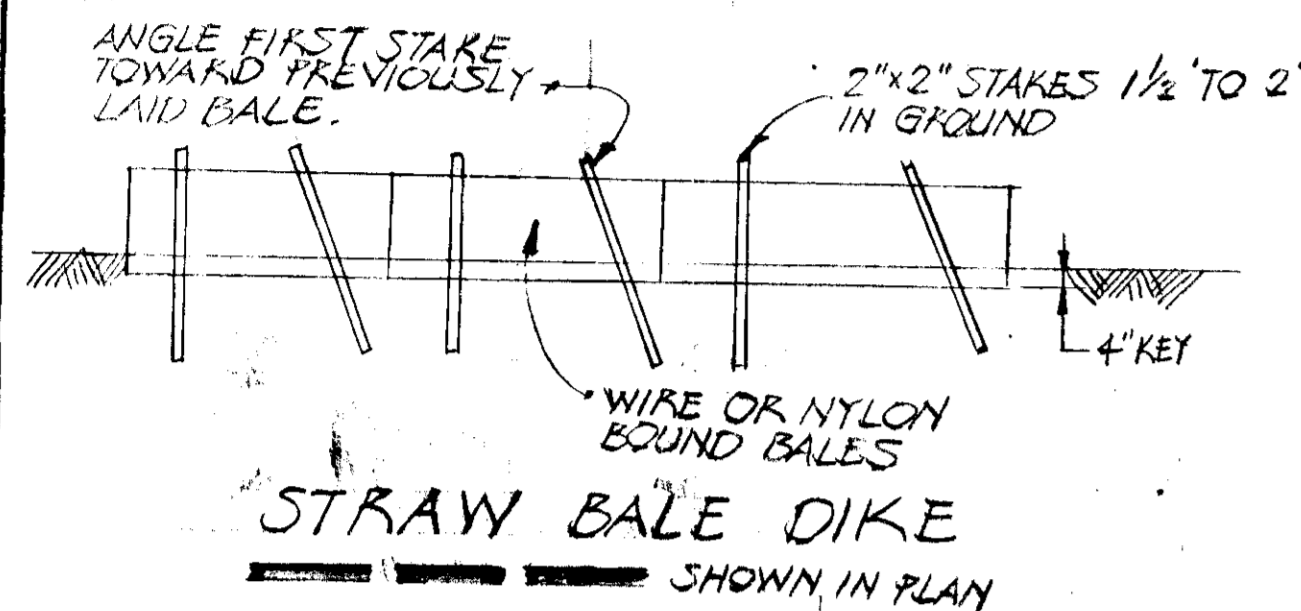 ANGLE FIRST STAKE
TOWARD PREVIOUSLY
LAID BALE.
2"x2" STAKES 1½' TO 2'
IN GROUND
4" KEY
WIRE OR NYLON
BOUND BALES
STRAW BALE DIKE
SHOWN IN PLAN